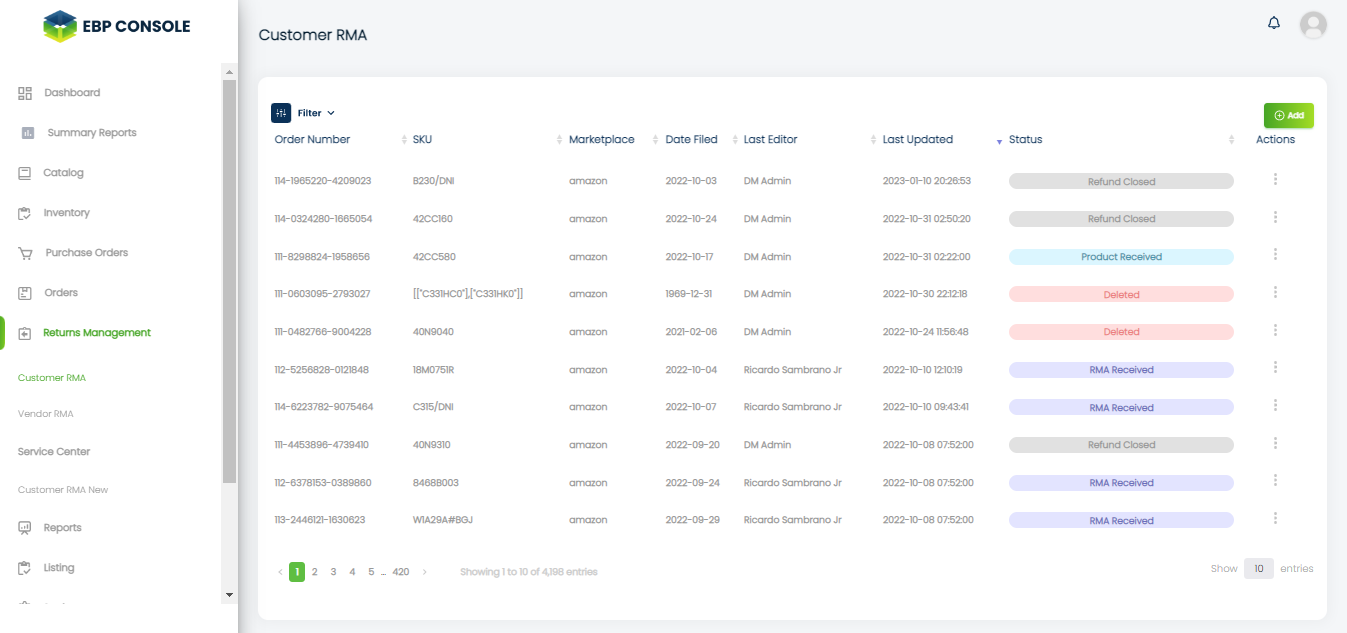 EBP CONSOLE
Customer RMA
Dashboard
Summary Reports
Catalog
Inventory
Purchase Orders
Orders
Returns Management
Customer RMA
Vendor RMA
Service Center
Customer RMA New
Reports
Listing
Filter
Add
Order Number SKU Marketplace Date Filed Last Editor Last Updated Status Actions
114-1965220-4209023 B230/DNI amazon 2022-10-03 DM Admin 2023-01-10 20:26:53 Refund Closed
114-0324280-1665054 42CC160 amazon 2022-10-24 DM Admin 2022-10-31 02:50:20 Refund Closed
111-8298824-1958656 42CC580 amazon 2022-10-17 DM Admin 2022-10-31 02:22:00 Product Received
111-0603095-2793027 [["C331HC0"],["C331HK0"]] amazon 1969-12-31 DM Admin 2022-10-30 22:12:18 Deleted
111-0482766-9004228 40N9040 amazon 2021-02-06 DM Admin 2022-10-24 11:56:48 Deleted
112-5256828-0121848 18M0751R amazon 2022-10-04 Ricardo Sambrano Jr 2022-10-10 12:10:19 RMA Received
114-6223782-9075464 C315/DNI amazon 2022-10-07 Ricardo Sambrano Jr 2022-10-10 09:43:41 RMA Received
111-4453896-4739410 40N9310 amazon 2022-09-20 DM Admin 2022-10-08 07:52:00 Refund Closed
112-6378153-0389860 8468B003 amazon 2022-09-24 Ricardo Sambrano Jr 2022-10-08 07:52:00 RMA Received
113-2446121-1630623 W1A29A#BGJ amazon 2022-09-29 Ricardo Sambrano Jr 2022-10-08 07:52:00 RMA Received
‹ 1 2 3 4 5 ... 420 › Showing 1 to 10 of 4,198 entries
Show 10 entries